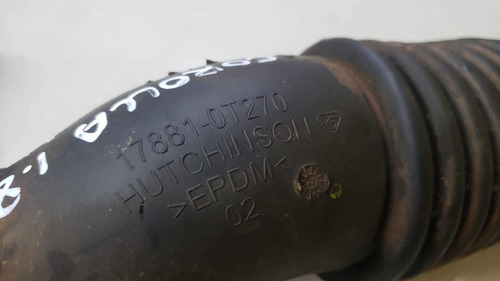 COROLLA 1.8
17881-0T270
HUTCHINSON
>EPDM<
02